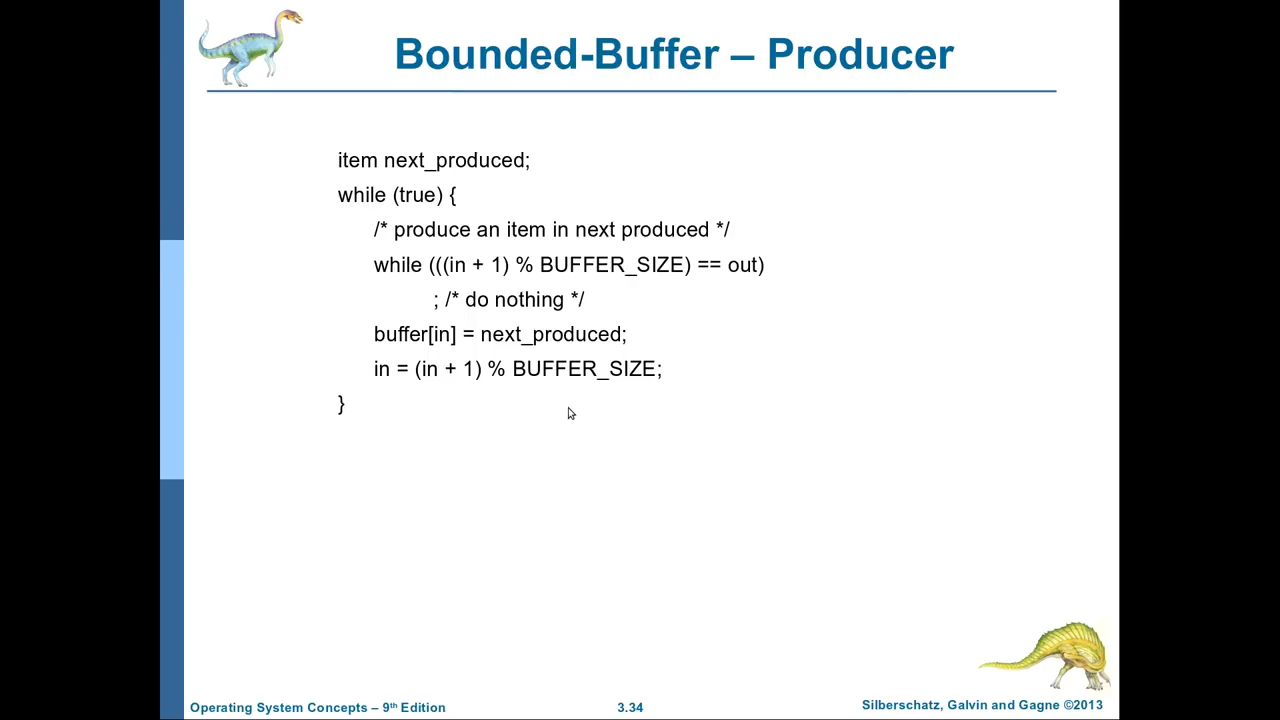 Bounded-Buffer – Producer
item next_produced;
while (true) {
/* produce an item in next produced */
while (((in + 1) % BUFFER_SIZE) == out)
; /* do nothing */
buffer[in] = next_produced;
in = (in + 1) % BUFFER_SIZE;
}
Operating System Concepts – 9th Edition
3.34
Silberschatz, Galvin and Gagne ©2013